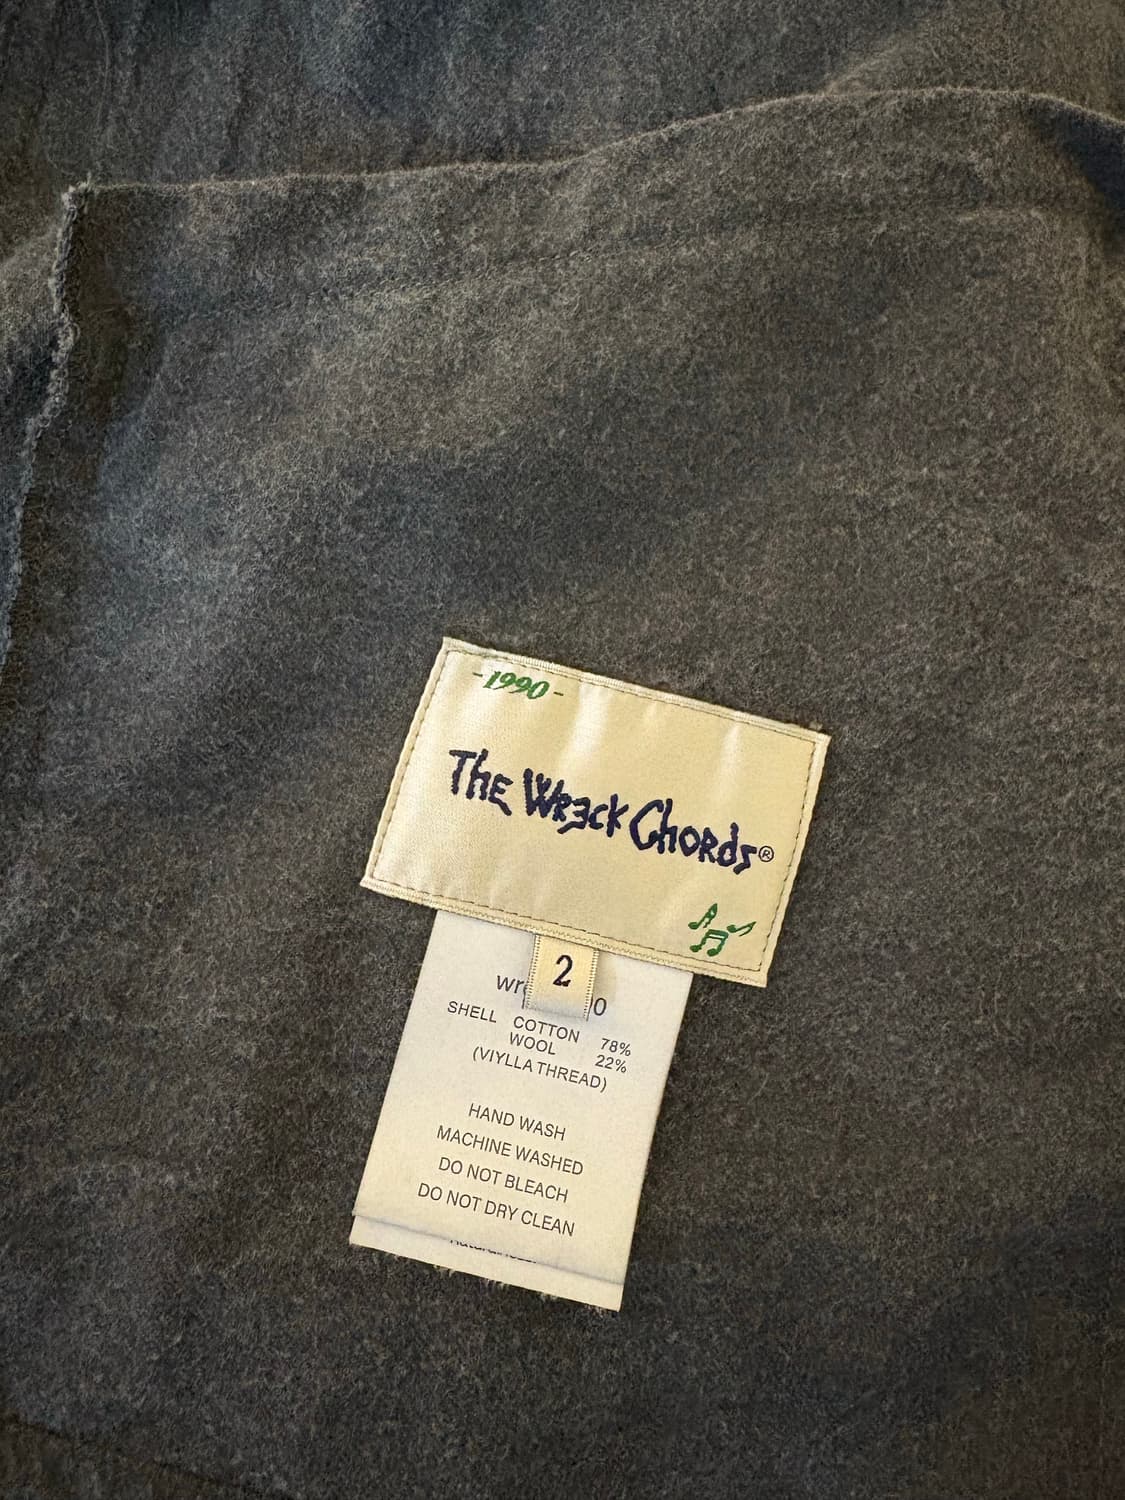 -1990-
The Wreck Chords®
2
SHELL COTTON 78%
WOOL 22%
(VIYLLA THREAD)
HAND WASH
MACHINE WASHED
DO NOT BLEACH
DO NOT DRY CLEAN